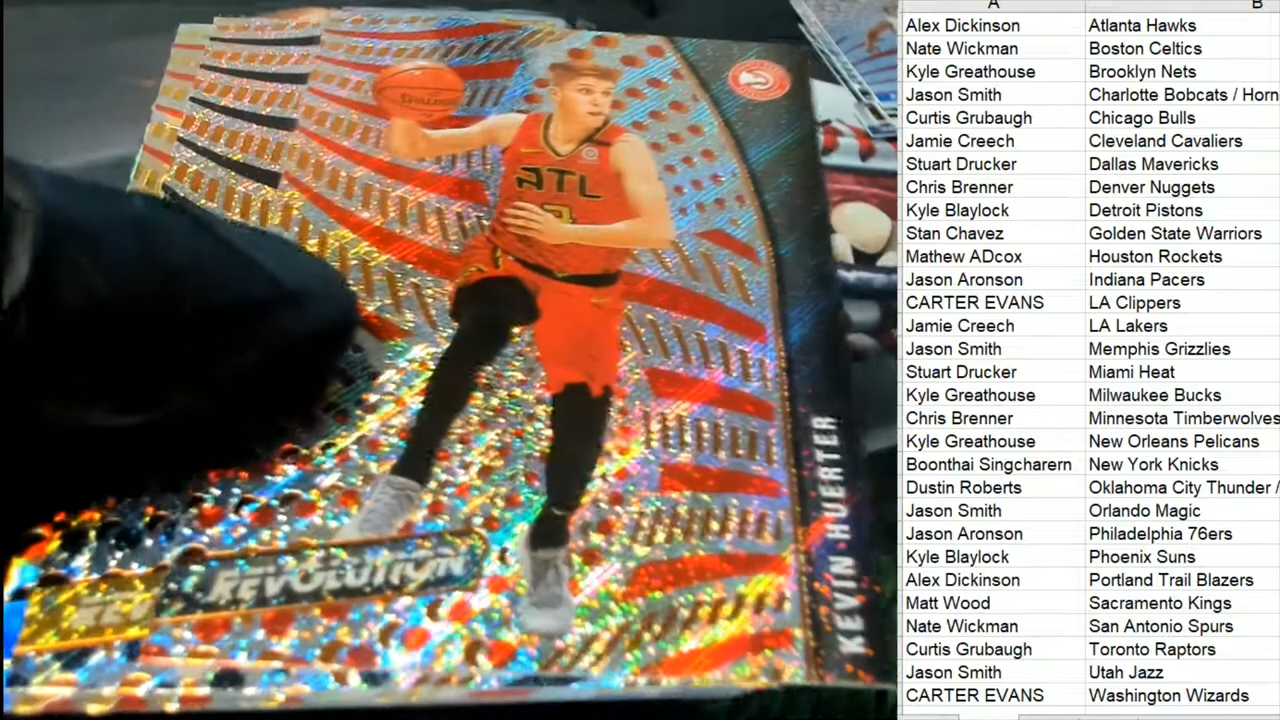 SPALDING
ATL
3
REVOLUTION
KEVIN HUERTER
A B
Alex Dickinson Atlanta Hawks
Nate Wickman Boston Celtics
Kyle Greathouse Brooklyn Nets
Jason Smith Charlotte Bobcats / Horn
Curtis Grubaugh Chicago Bulls
Jamie Creech Cleveland Cavaliers
Stuart Drucker Dallas Mavericks
Chris Brenner Denver Nuggets
Kyle Blaylock Detroit Pistons
Stan Chavez Golden State Warriors
Mathew ADcox Houston Rockets
Jason Aronson Indiana Pacers
CARTER EVANS LA Clippers
Jamie Creech LA Lakers
Jason Smith Memphis Grizzlies
Stuart Drucker Miami Heat
Kyle Greathouse Milwaukee Bucks
Chris Brenner Minnesota Timberwolves
Kyle Greathouse New Orleans Pelicans
Boonthai Singcharern New York Knicks
Dustin Roberts Oklahoma City Thunder /
Jason Smith Orlando Magic
Jason Aronson Philadelphia 76ers
Kyle Blaylock Phoenix Suns
Alex Dickinson Portland Trail Blazers
Matt Wood Sacramento Kings
Nate Wickman San Antonio Spurs
Curtis Grubaugh Toronto Raptors
Jason Smith Utah Jazz
CARTER EVANS Washington Wizards